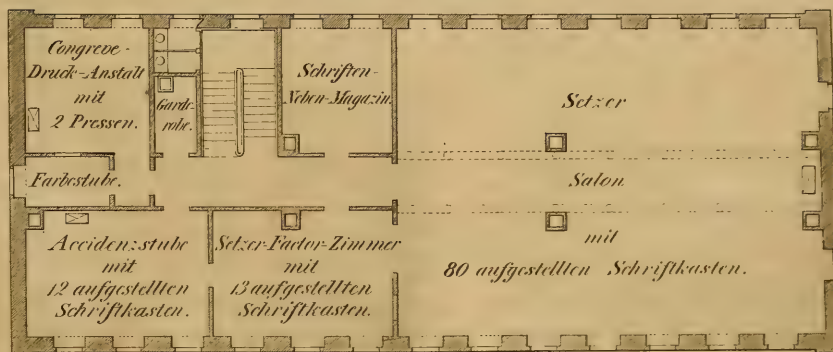 Congreve-
Druck-Anstalt
mit
2 Pressen.
Garde-
robe.
Schriften-
Neben-Magazin.
Setzer
Salon
mit
80 aufgestellten Schriftkasten.
Farbestube.
Accidenzstube
mit
12 aufgestellten
Schriftkasten.
Setzer-Factor-Zimmer
mit
13 aufgestellten
Schriftkasten.